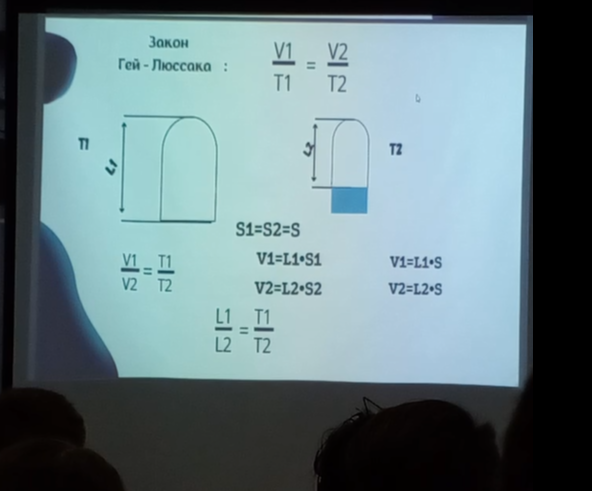 Закон
Гей - Люссака :
V1 V2
T1 = T2
T1
L1
L2
T2
S1=S2=S
V1 T1
V2 = T2
V1=L1•S1
V2=L2•S2
V1=L1•S
V2=L2•S
L1 T1
L2 = T2